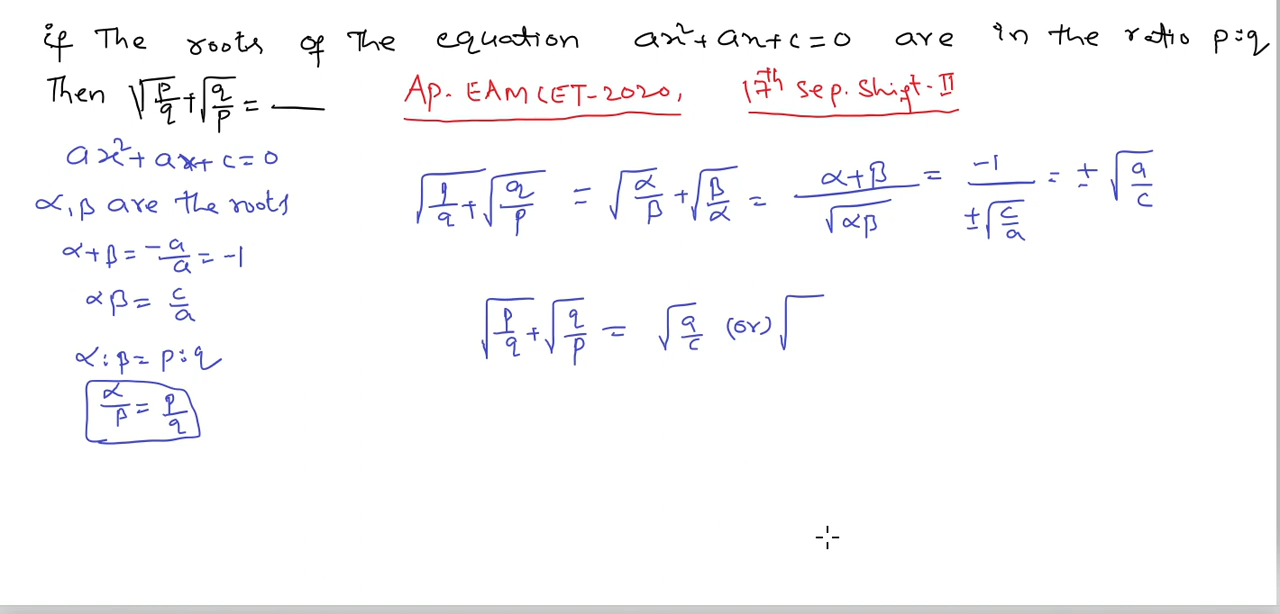 if The roots of The equation ax²+ax+c=0 are in the ratio p:q
Then √(p/q)+√(q/p) = ___ Ap. EAMCET-2020, 17th Sep. Shift-II
ax²+ax+c=0
α,β are the roots
α+β = -a/a = -1
αβ = c/a
α:β = p:q
α/β = p/q
√(p/q)+√(q/p) = √(α/β)+√(β/α) = (α+β)/√(αβ) = -1/±√(c/a) = ±√(a/c)
√(p/q)+√(q/p) = √(a/c) (or) √